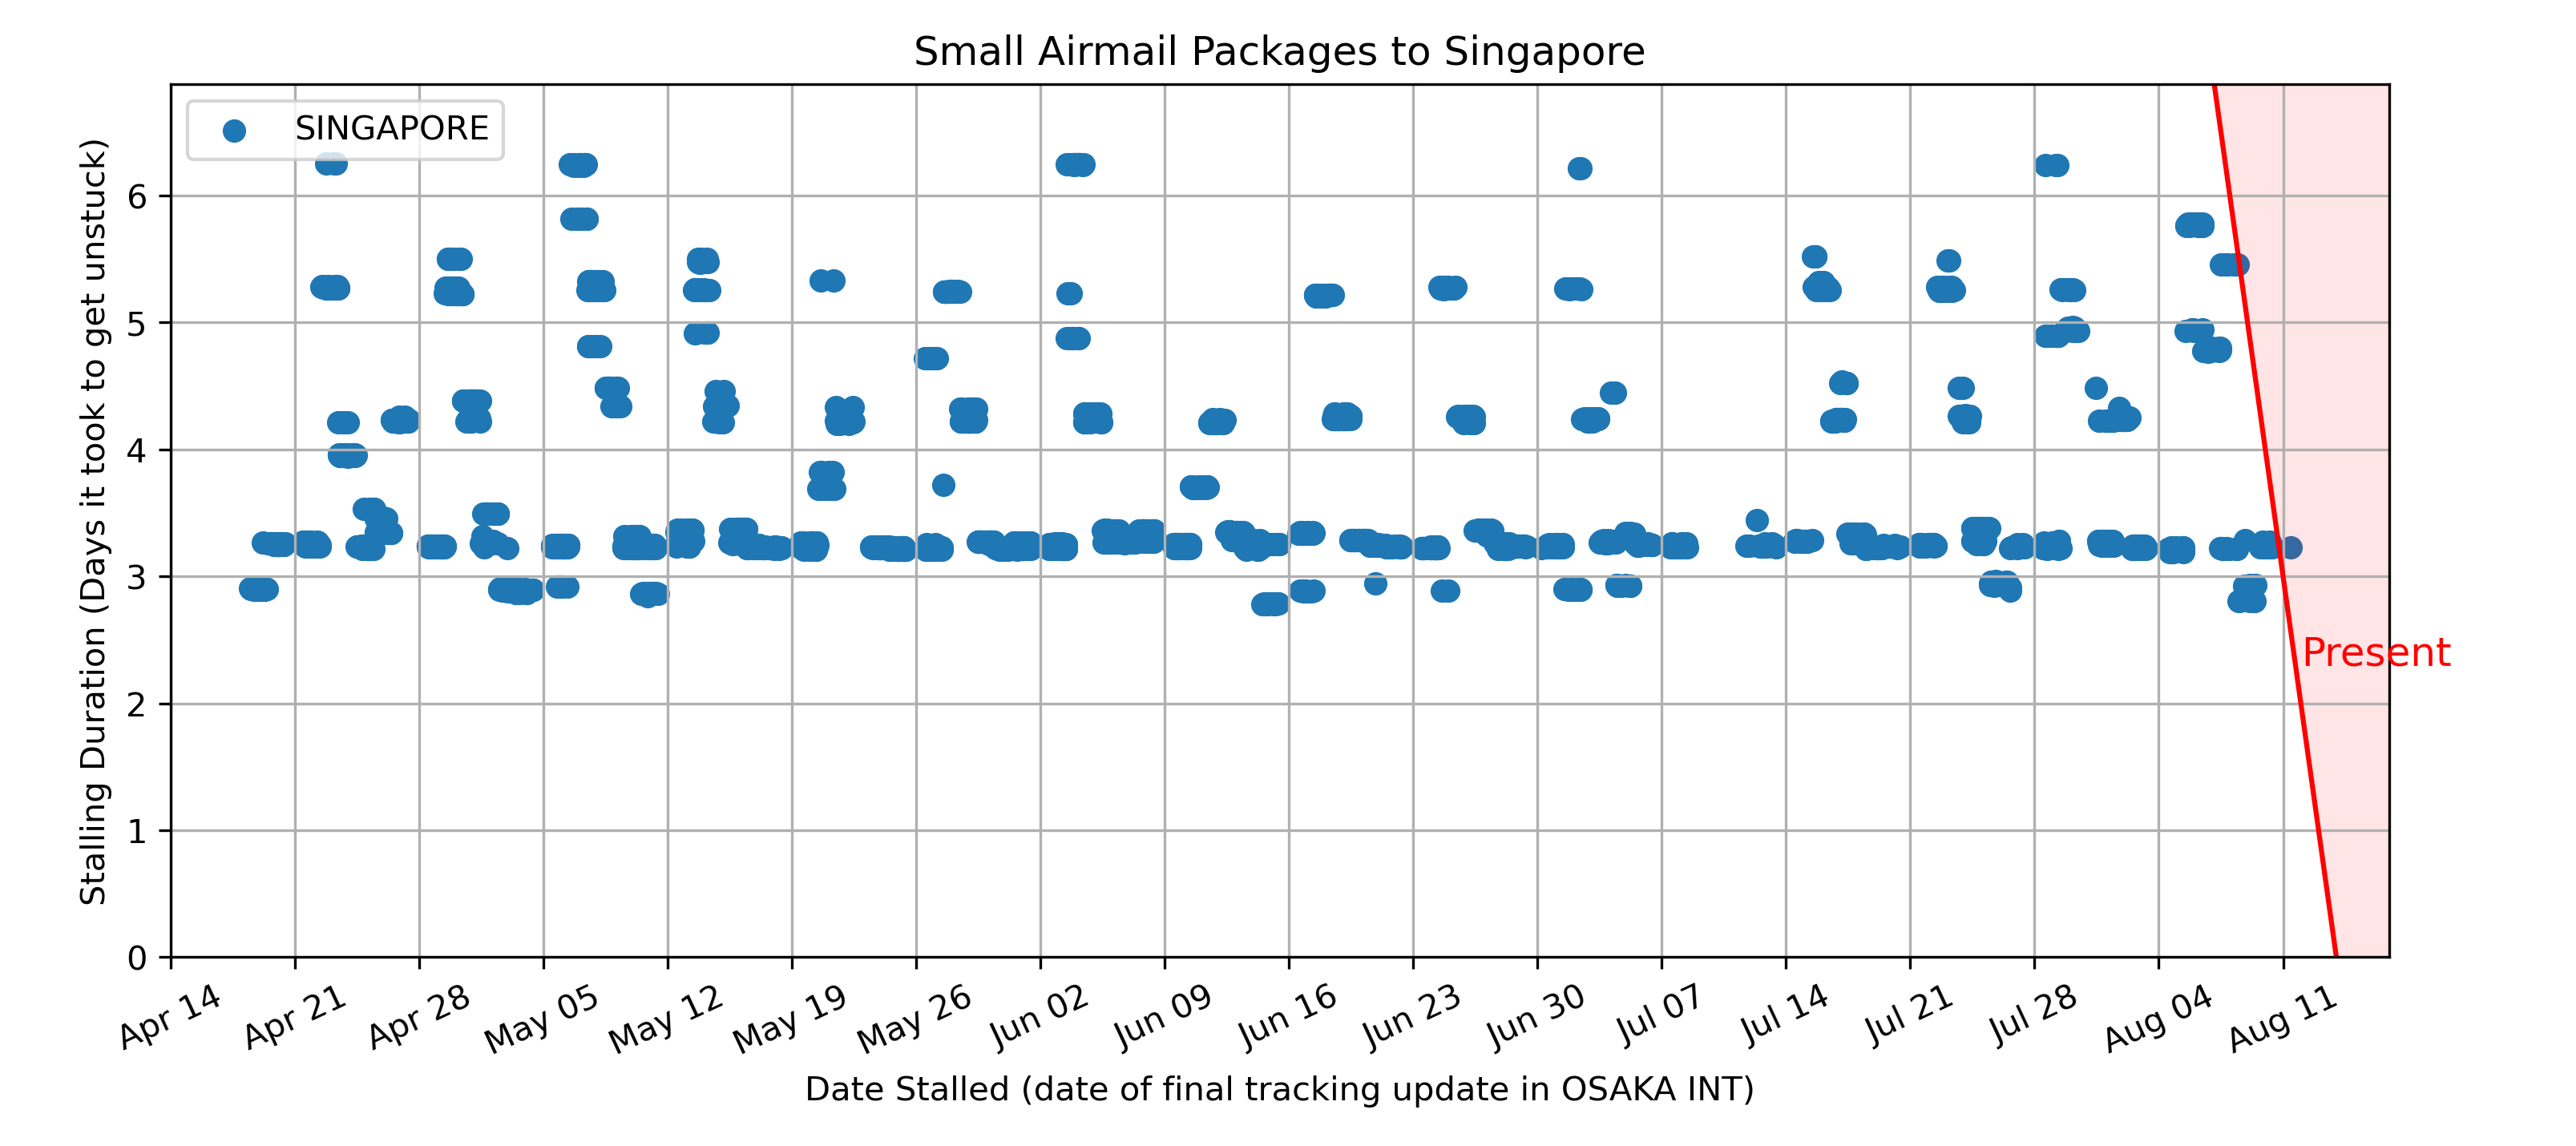 Small Airmail Packages to Singapore
SINGAPORE
Stalling Duration (Days it took to get unstuck)
6
5
4
3
2
1
0
Present
Apr 14
Apr 21
Apr 28
May 05
May 12
May 19
May 26
Jun 02
Jun 09
Jun 16
Jun 23
Jun 30
Jul 07
Jul 14
Jul 21
Jul 28
Aug 04
Aug 11
Date Stalled (date of final tracking update in OSAKA INT)